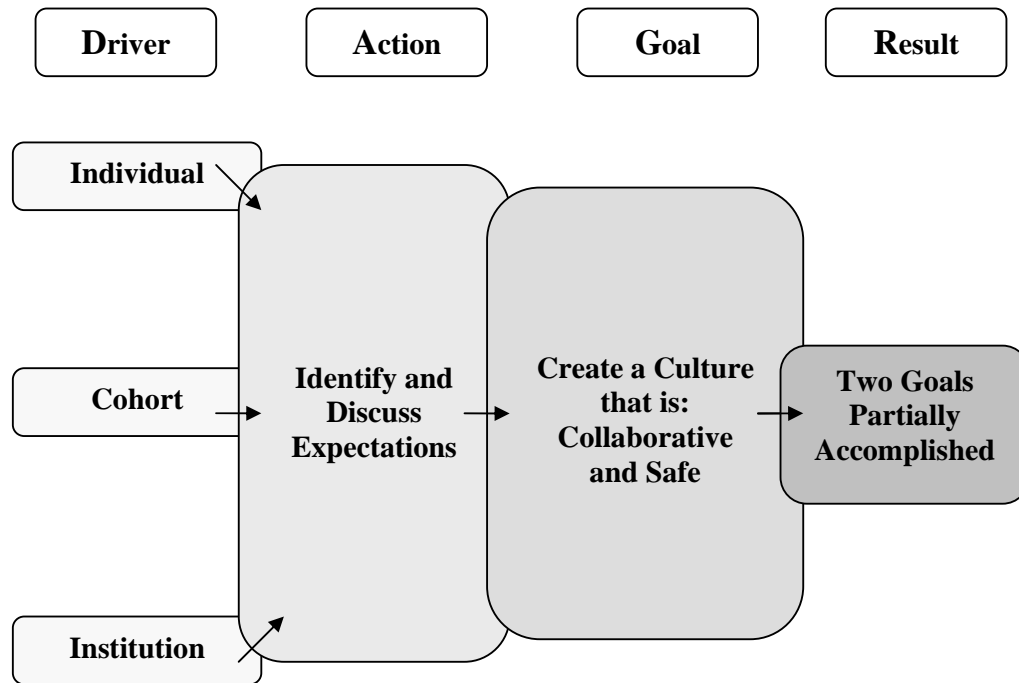 Driver
Action
Goal
Result
Individual
Cohort
Institution
Identify and
Discuss
Expectations
Create a Culture
that is:
Collaborative
and Safe
Two Goals
Partially
Accomplished